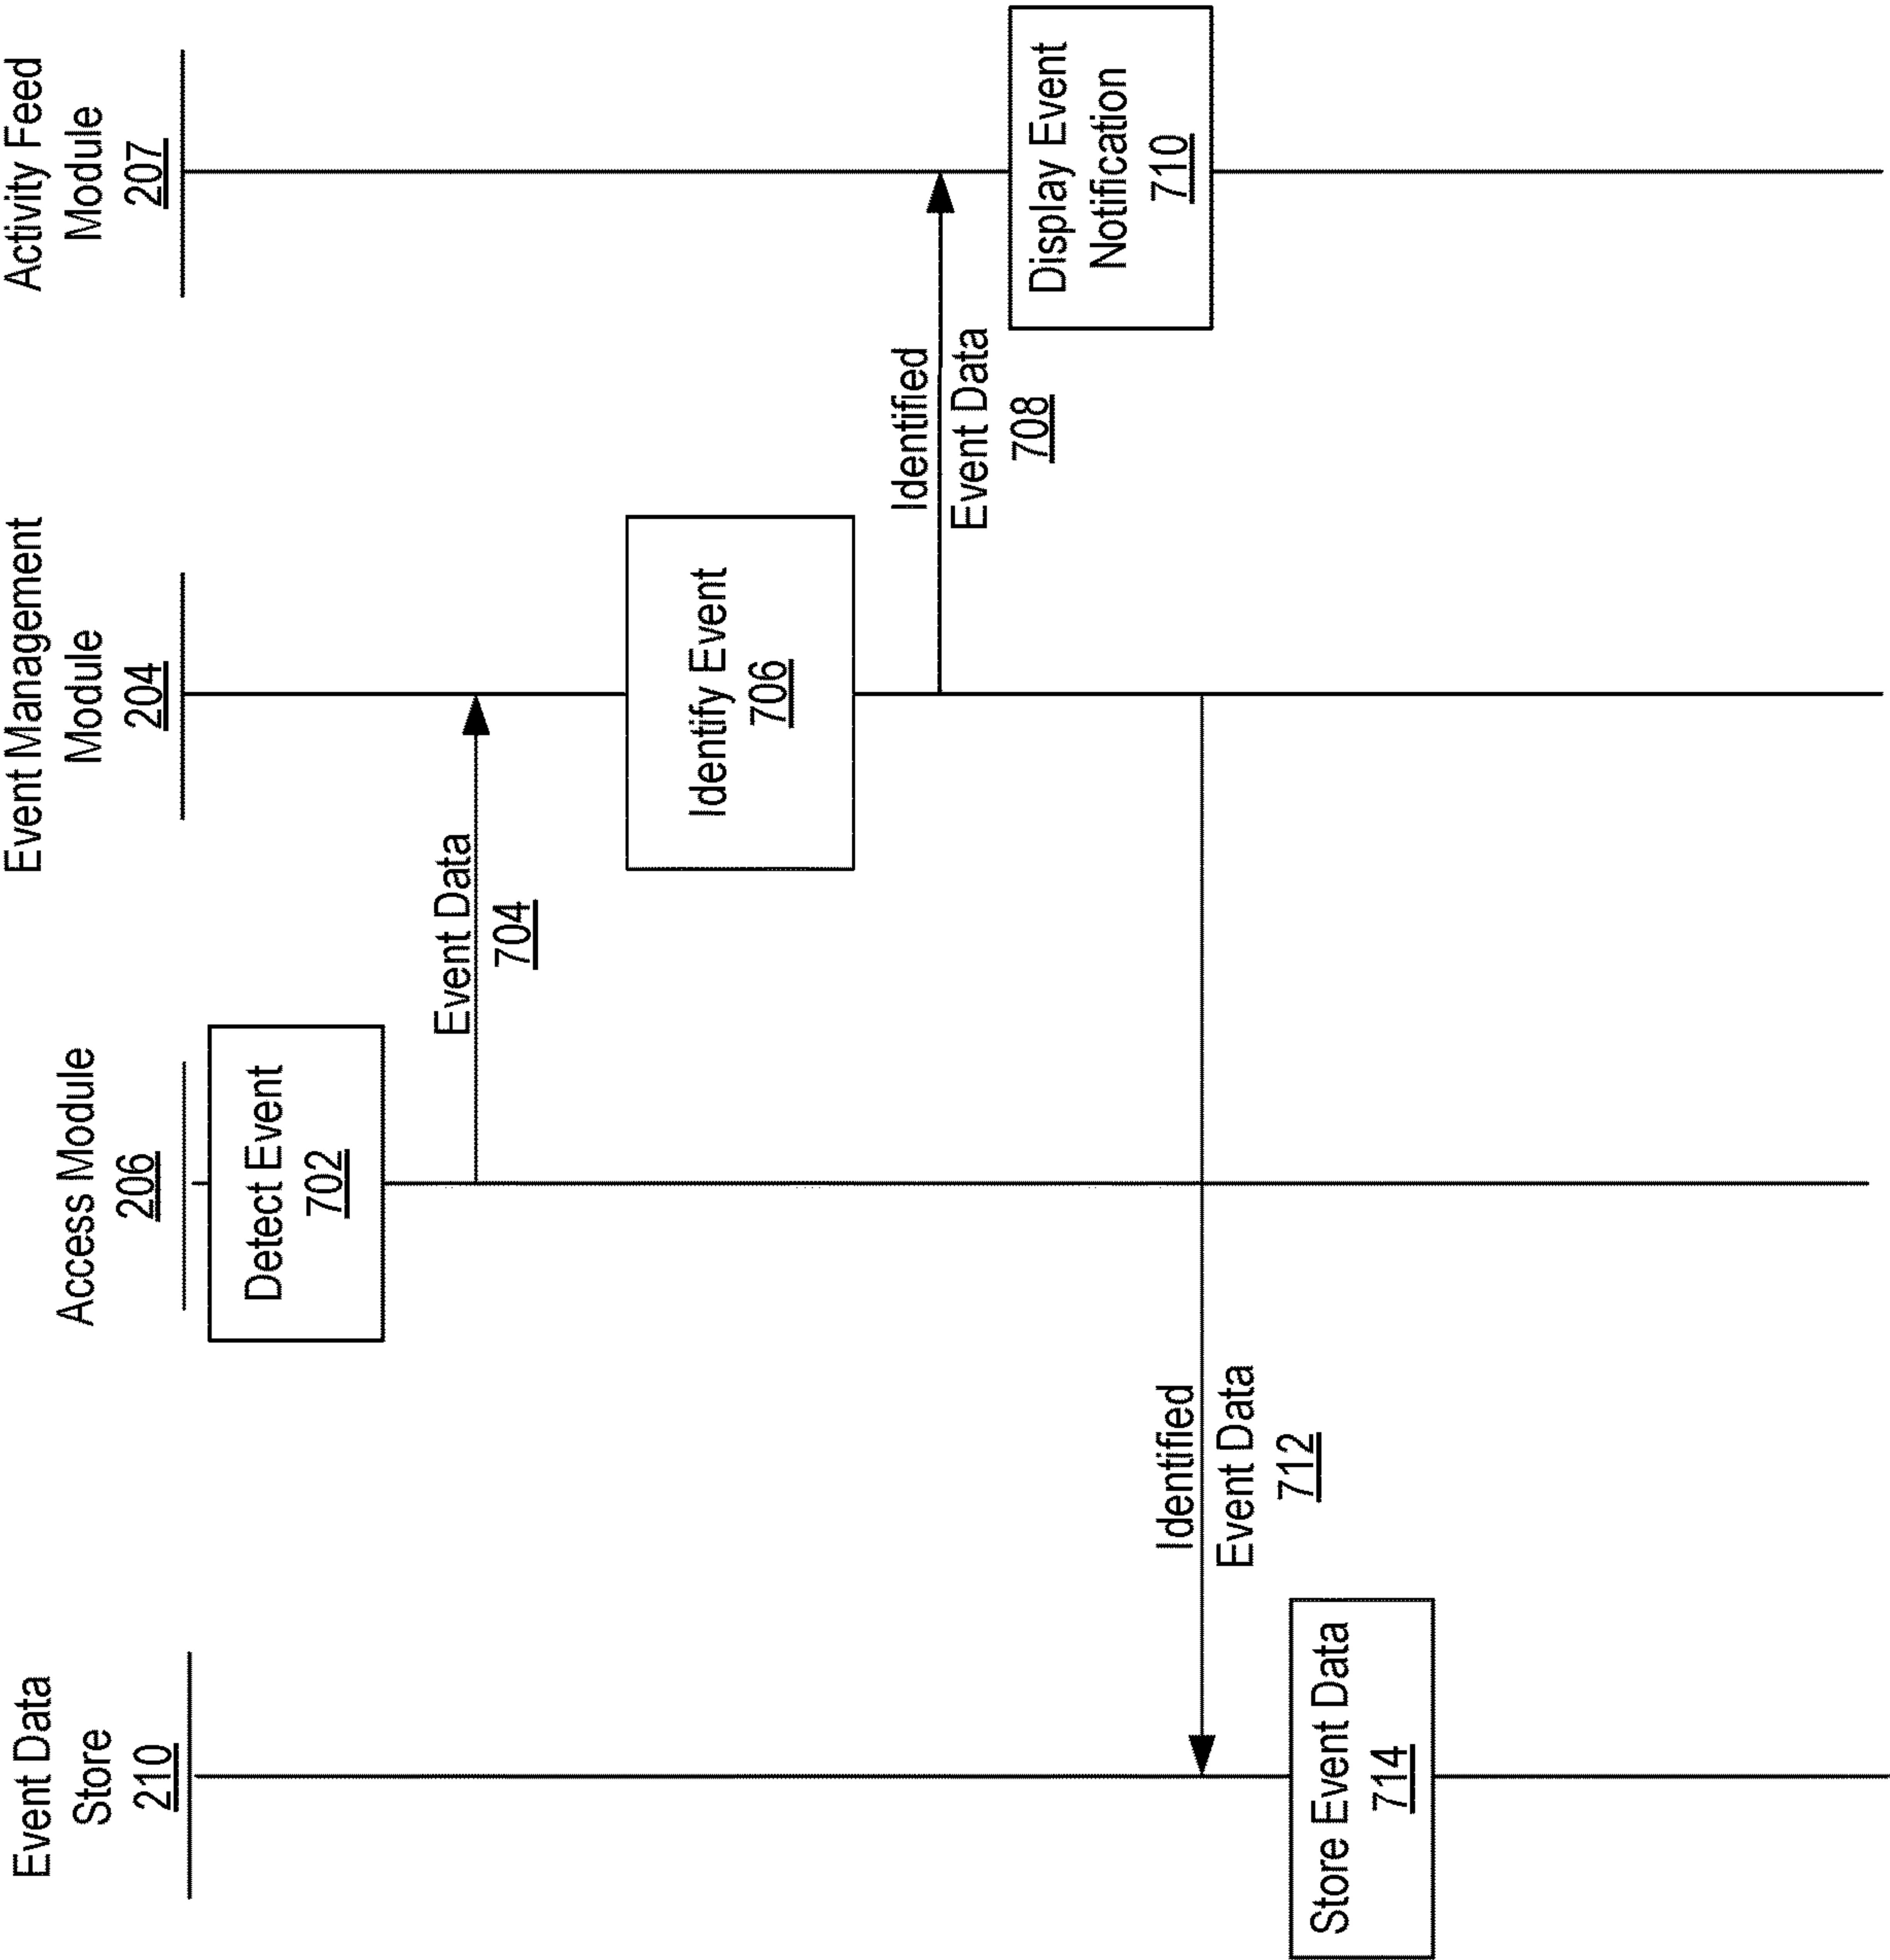 Event Data
Store
210
Access Module
206
Event Management
Module
204
Activity Feed
Module
207
Detect Event
702
Event Data
704
Identify Event
706
Identified
Event Data
708
Display Event
Notification
710
Identified
Event Data
712
Store Event Data
714